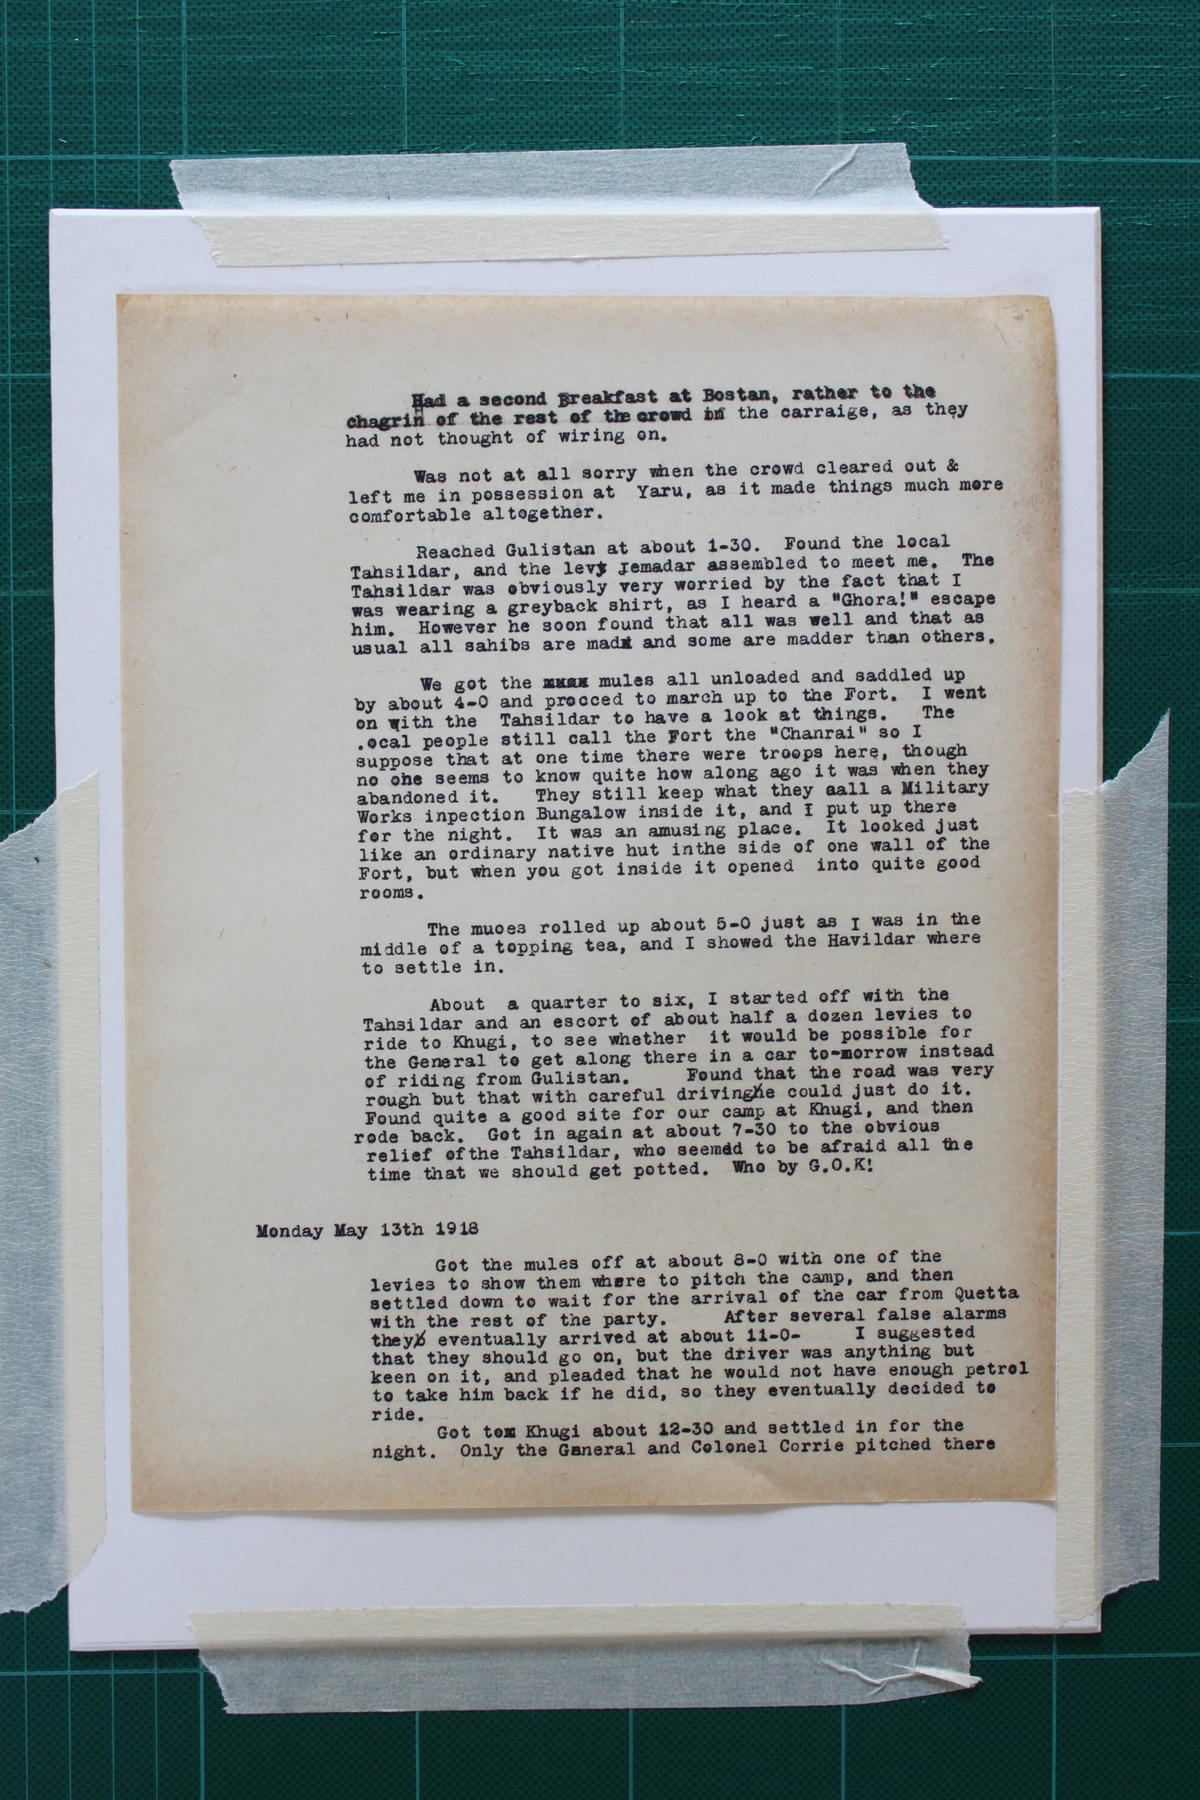 Had a second Breakfast at Bostan, rather to the
chagrin of the rest of the crowd in the carraige, as they
had not thought of wiring on.
Was not at all sorry when the crowd cleared out &
left me in possession at Yaru, as it made things much more
comfortable altogether.
Reached Gulistan at about 1-30. Found the local
Tahsildar, and the levy Jemadar assembled to meet me. The
Tahsildar was obviously very worried by the fact that I
was wearing a greyback shirt, as I heard a "Ghora!" escape
him. However he soon found that all was well and that as
usual all sahibs are mad and some are madder than others.
We got the mules all unloaded and saddled up
by about 4-0 and procced to march up to the Fort. I went
on with the Tahsildar to have a look at things. The
.ocal people still call the Fort the "Chanrai" so I
suppose that at one time there were troops here, though
no one seems to know quite how along ago it was when they
abandoned it. They still keep what they aall a Military
Works inpection Bungalow inside it, and I put up there
for the night. It was an amusing place. It looked just
like an ordinary native hut inthe side of one wall of the
Fort, but when you got inside it opened into quite good
rooms.
The muoes rolled up about 5-0 just as I was in the
middle of a topping tea, and I showed the Havildar where
to settle in.
About a quarter to six, I started off with the
Tahsildar and an escort of about half a dozen levies to
ride to Khugi, to see whether it would be possible for
the General to get along there in a car to-morrow instead
of riding from Gulistan. Found that the road was very
rough but that with careful driving/he could just do it.
Found quite a good site for our camp at Khugi, and then
rode back. Got in again at about 7-30 to the obvious
relief ofthe Tahsildar, who seemed to be afraid all the
time that we should get potted. Who by G.O.K!
Monday May 13th 1918
Got the mules off at about 8-0 with one of the
levies to show them where to pitch the camp, and then
settled down to wait for the arrival of the car from Quetta
with the rest of the party. After several false alarms
they eventually arrived at about 11-0- I suggested
that they should go on, but the driver was anything but
keen on it, and pleaded that he would not have enough petrol
to take him back if he did, so they eventually decided to
ride.
Got to Khugi about 12-30 and settled in for the
night. Only the General and Colonel Corrie pitched there